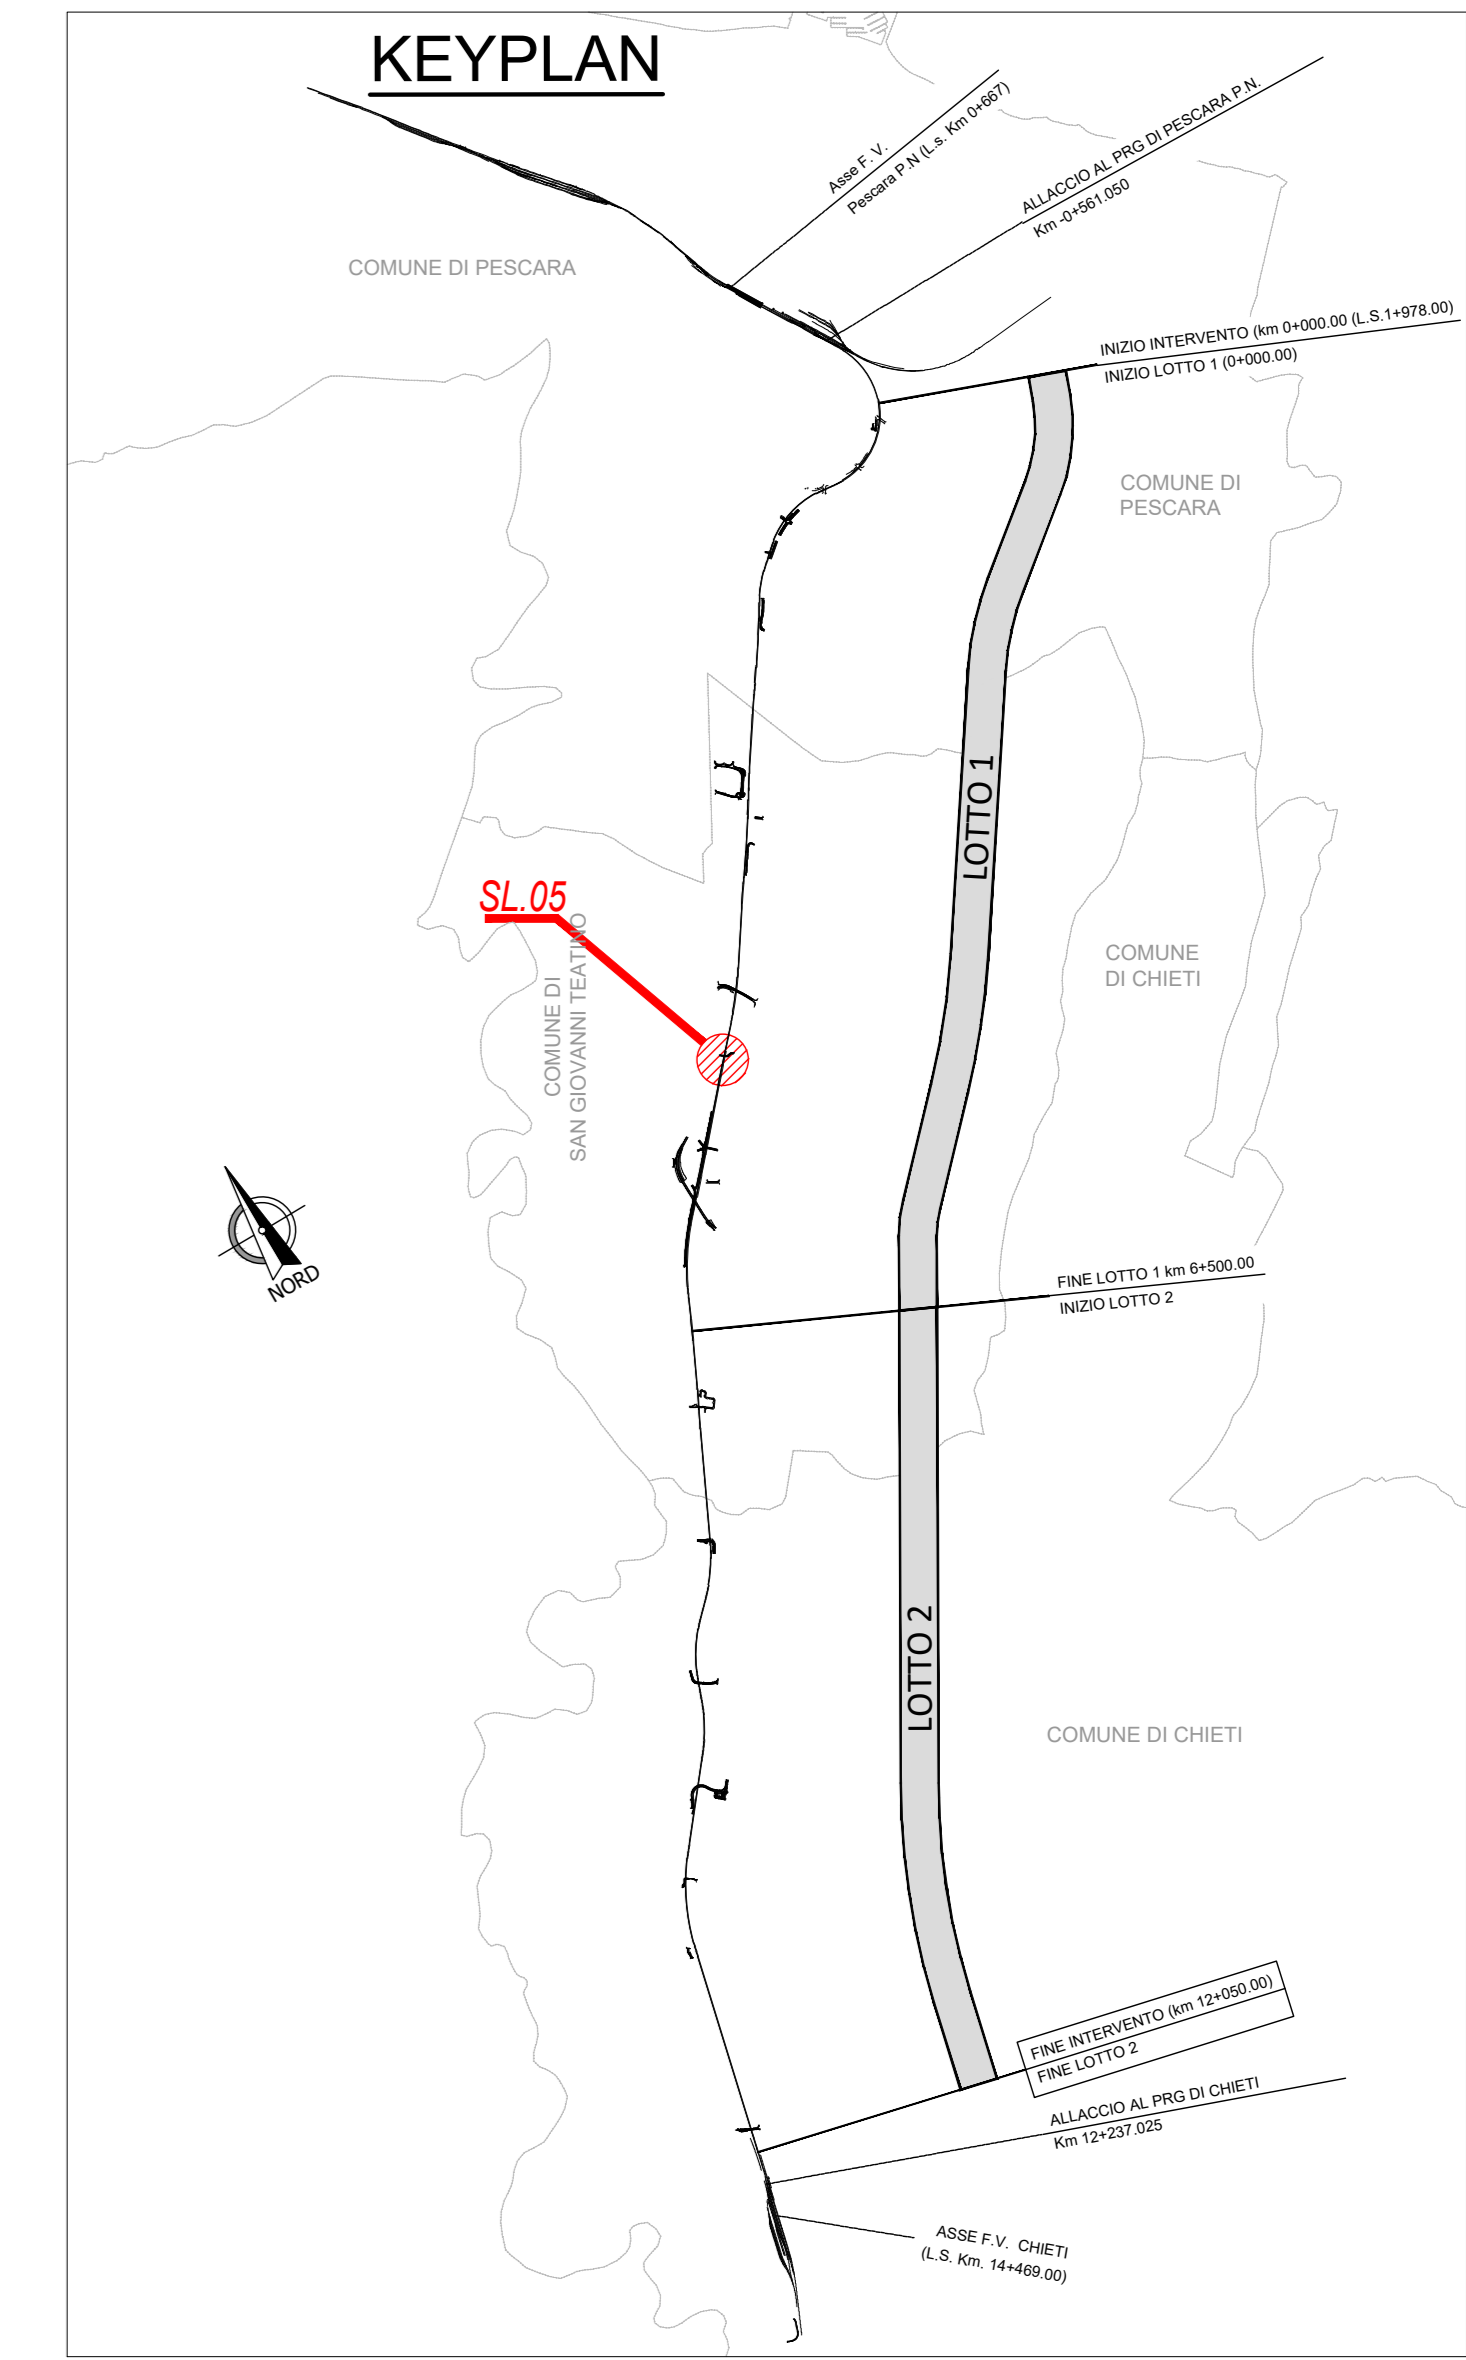 KEYPLAN
Asse F. V.
Pescara P.N (L.s. Km 0+667)
ALLACCIO AL PRG DI PESCARA P.N.
Km -0+561.050
COMUNE DI PESCARA
INIZIO INTERVENTO (km 0+000.00 (L.S.1+978.00)
INIZIO LOTTO 1 (0+000.00)
COMUNE DI
PESCARA
LOTTO 1
SL.05
COMUNE DI
SAN GIOVANNI TEATINO
COMUNE
DI CHIETI
NORD
FINE LOTTO 1 km 6+500.00
INIZIO LOTTO 2
LOTTO 2
COMUNE DI CHIETI
FINE INTERVENTO (km 12+050.00)
FINE LOTTO 2
ALLACCIO AL PRG DI CHIETI
Km 12+237.025
ASSE F.V. CHIETI
(L.S. Km. 14+469.00)